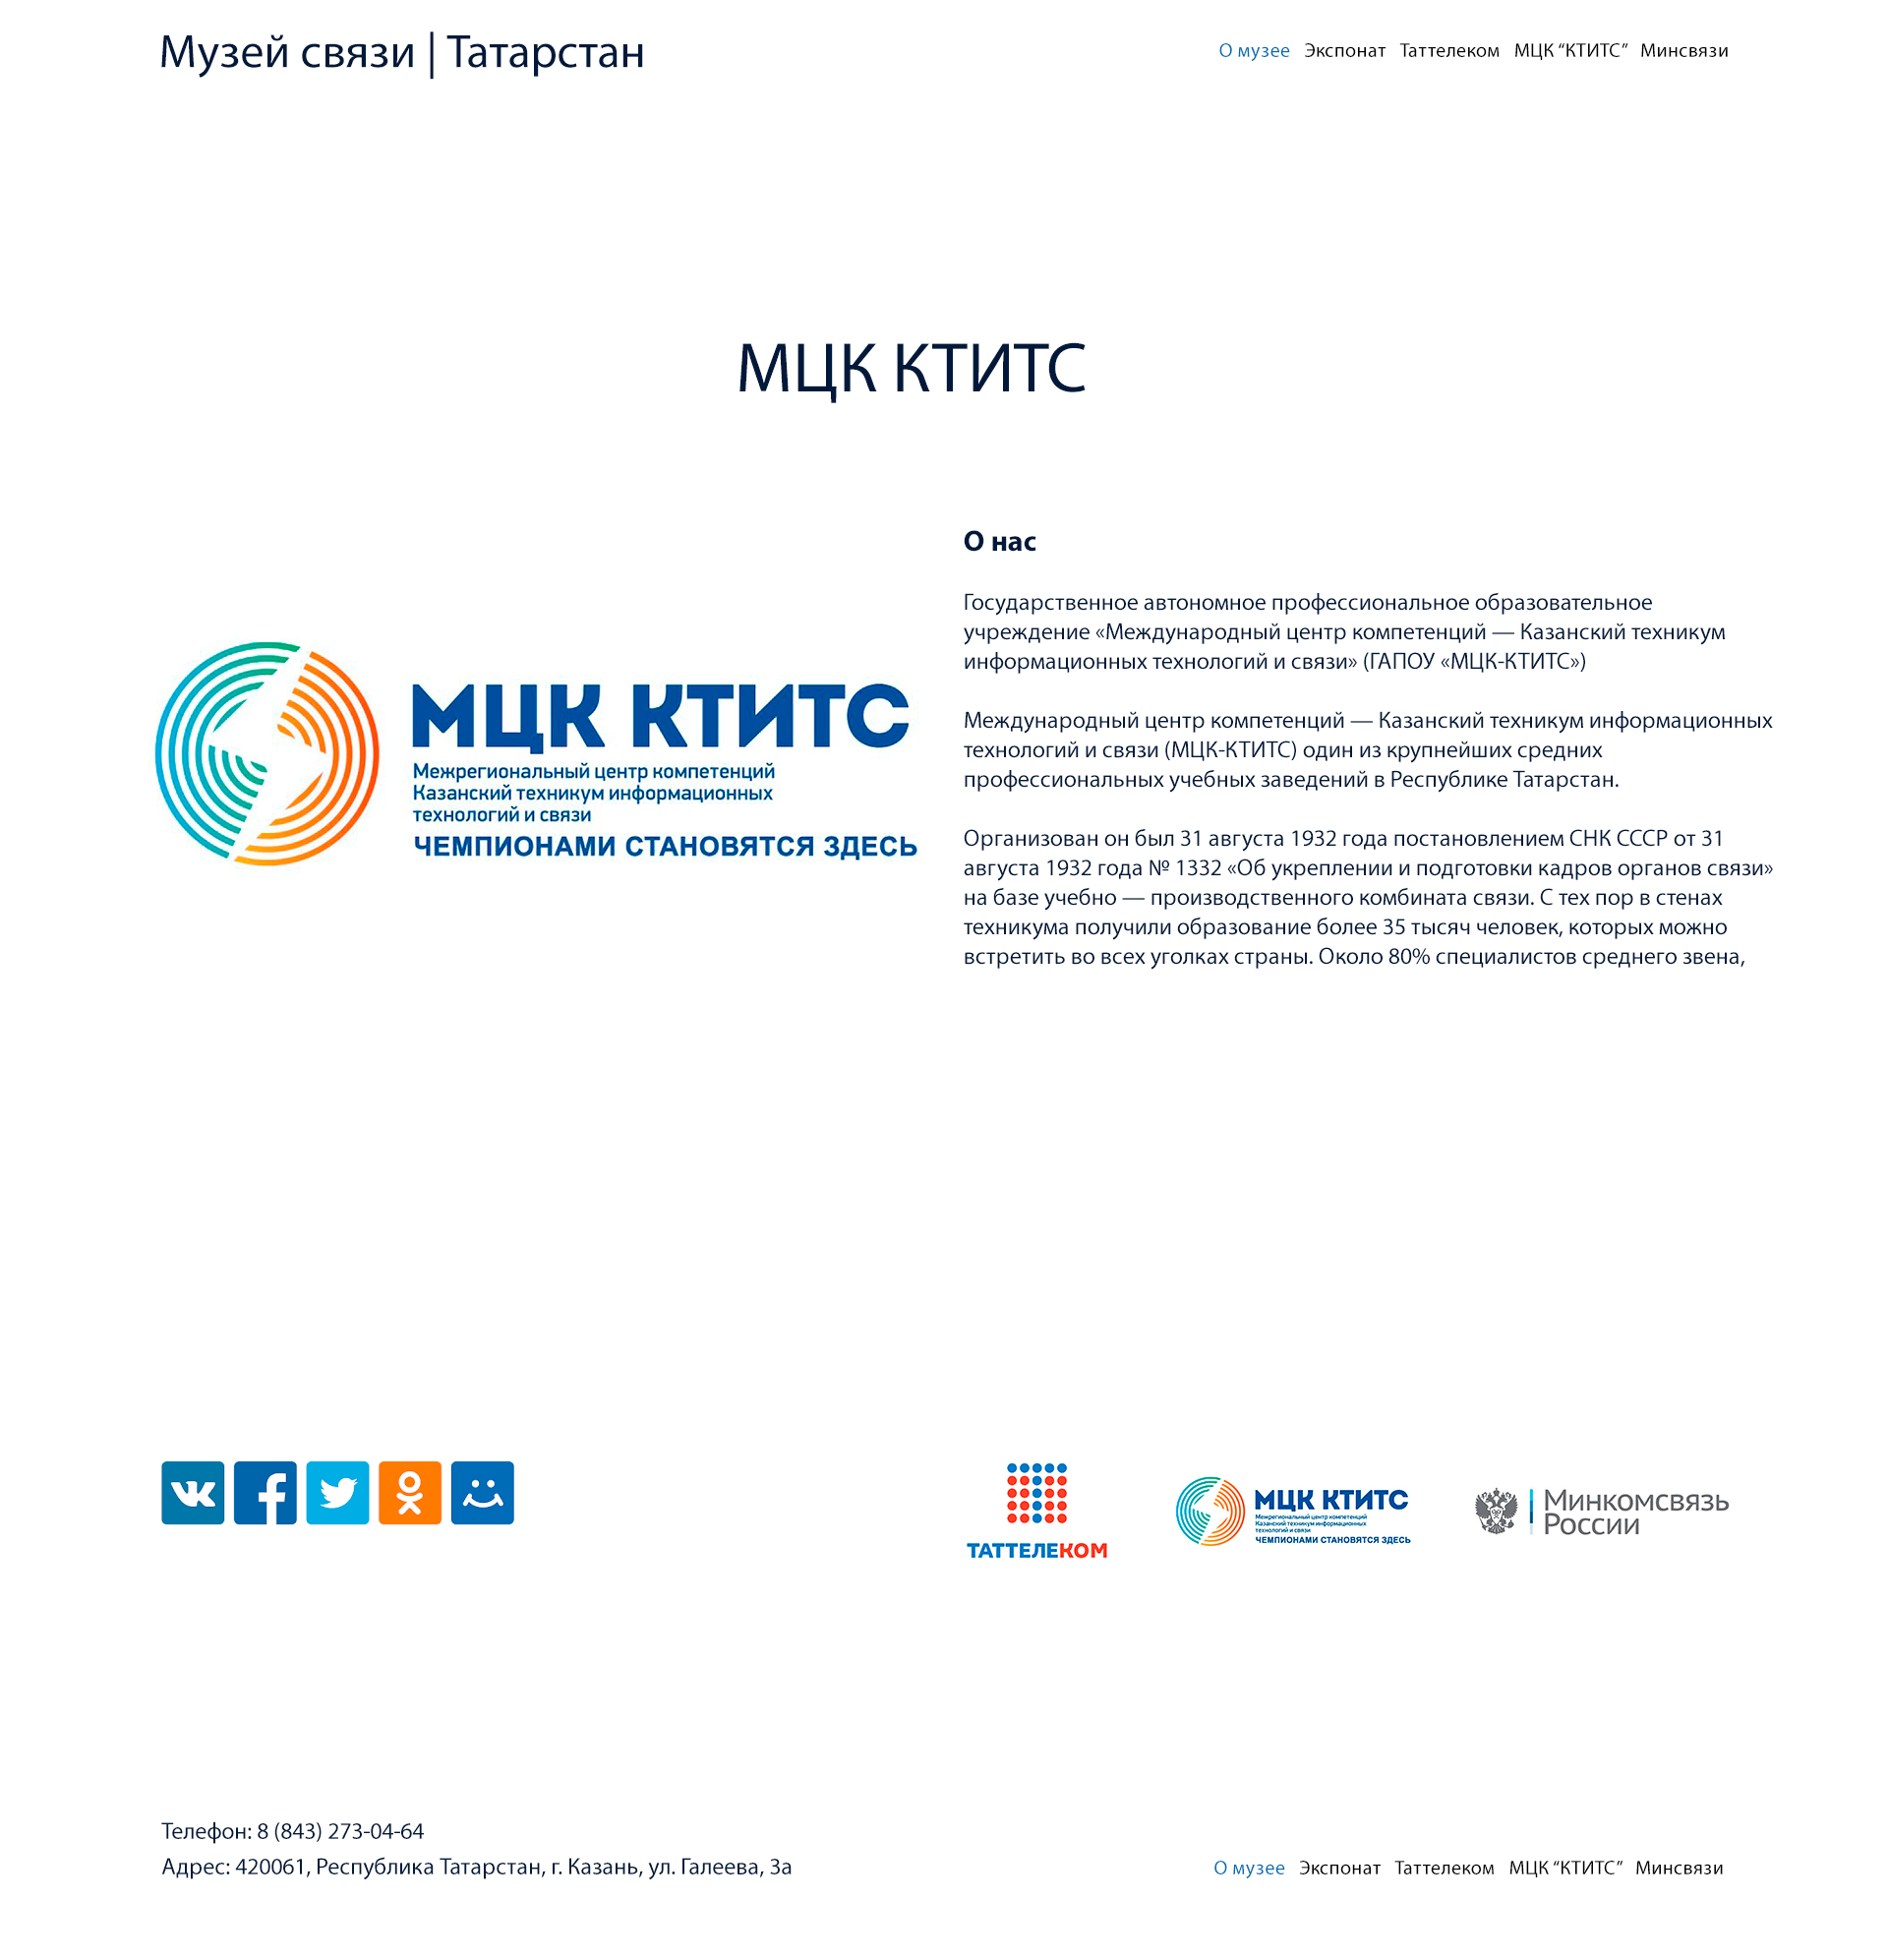 Музей связи | Татарстан
О музее Экспонат Таттелеком МЦК “КТИТС” Минсвязи
МЦК КТИТС
МЦК КТИТС
Межрегиональный центр компетенций
Казанский техникум информационных
технологий и связи
ЧЕМПИОНАМИ СТАНОВЯТСЯ ЗДЕСЬ
О нас
Государственное автономное профессиональное образовательное
учреждение «Международный центр компетенций — Казанский техникум
информационных технологий и связи» (ГАПОУ «МЦК-КТИТС»)
Международный центр компетенций — Казанский техникум информационных
технологий и связи (МЦК-КТИТС) один из крупнейших средних
профессиональных учебных заведений в Республике Татарстан.
Организован он был 31 августа 1932 года постановлением СНК СССР от 31
августа 1932 года № 1332 «Об укреплении и подготовки кадров органов связи»
на базе учебно — производственного комбината связи. С тех пор в стенах
техникума получили образование более 35 тысяч человек, которых можно
встретить во всех уголках страны. Около 80% специалистов среднего звена,
ТАТТЕЛЕКОМ
МЦК КТИТС
Межрегиональный центр компетенций
Казанский техникум информационных
технологий и связи
ЧЕМПИОНАМИ СТАНОВЯТСЯ ЗДЕСЬ
Минкомсвязь
России
Телефон: 8 (843) 273-04-64
Адрес: 420061, Республика Татарстан, г. Казань, ул. Галеева, 3а
О музее Экспонат Таттелеком МЦК “КТИТС” Минсвязи